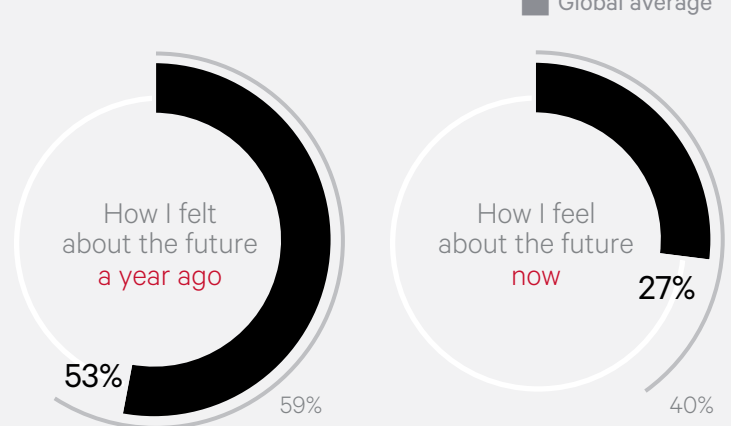 Global average
How I felt
about the future
a year ago
53%
59%
How I feel
about the future
now
27%
40%